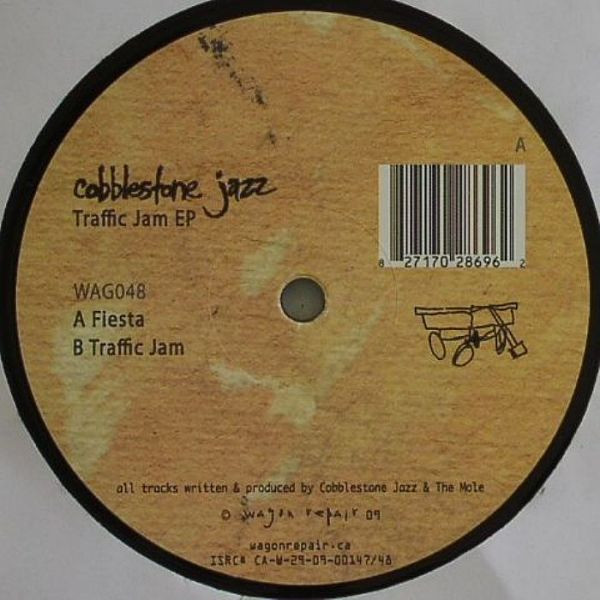 A
cobblestone jazz
Traffic Jam EP
8 27170 28696 2
WAG048
A Fiesta
B Traffic Jam
all tracks written & produced by Cobblestone Jazz & The Mole
© wagon repair 09
wagonrepair.ca
ISRC# CA-W-29-09-00147/48